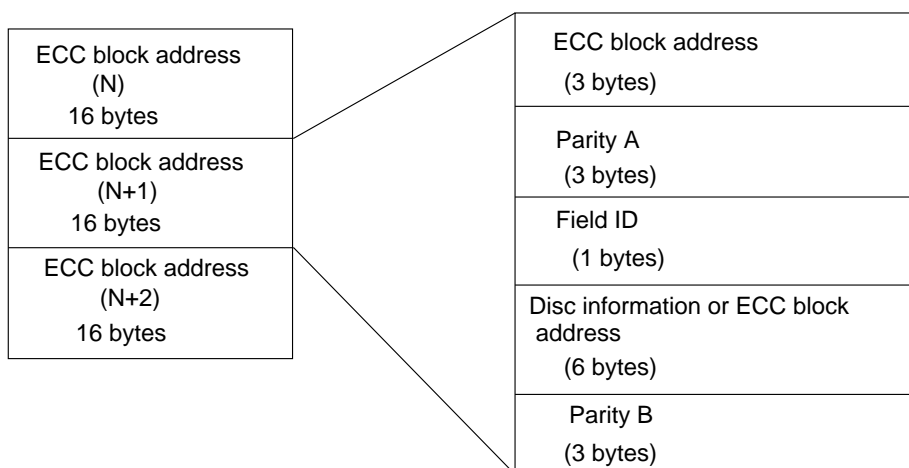 ECC block address
(N)
16 bytes
ECC block address
(N+1)
16 bytes
ECC block address
(N+2)
16 bytes
ECC block address
(3 bytes)
Parity A
(3 bytes)
Field ID
(1 bytes)
Disc information or ECC block
address
(6 bytes)
Parity B
(3 bytes)